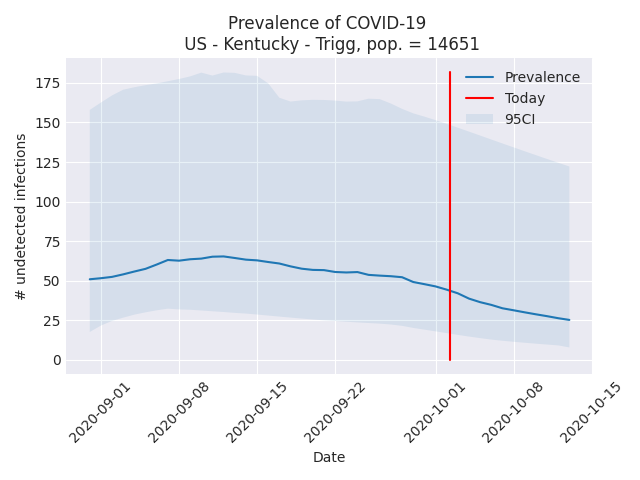 Prevalence of COVID-19
US - Kentucky - Trigg, pop. = 14651
Prevalence
Today
95CI
175
150
125
100
75
50
25
0
# undetected infections
2020-09-01
2020-09-08
2020-09-15
2020-09-22
2020-10-01
2020-10-08
2020-10-15
Date